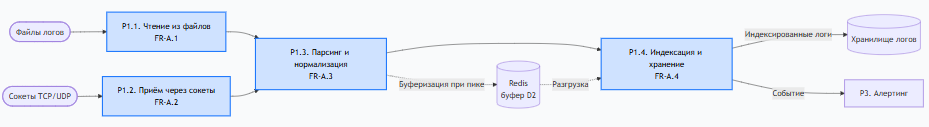 Файлы логов
P1.1. Чтение из файлов
FR-A.1
Сокеты TCP/UDP
P1.2. Приём через сокеты
FR-A.2
P1.3. Парсинг и
нормализация
FR-A.3
Буферизация при пике
Redis
буфер D2
Разгрузка
P1.4. Индексация и
хранение
FR-A.4
Индексированные логи
Хранилище логов
Событие
P3. Алертинг